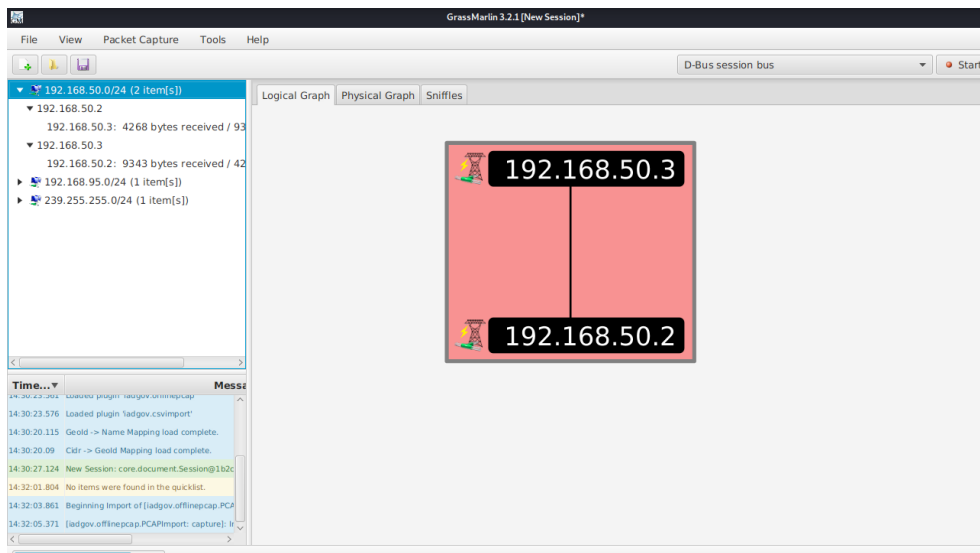 GrassMarlin 3.2.1 [New Session]*
File View Packet Capture Tools Help
D-Bus session bus
Start
192.168.50.0/24 (2 item[s])
192.168.50.2
192.168.50.3: 4268 bytes received / 93
192.168.50.3
192.168.50.2: 9343 bytes received / 42
192.168.95.0/24 (1 item[s])
239.255.255.0/24 (1 item[s])
Logical Graph Physical Graph Sniffles
192.168.50.3
192.168.50.2
Time... Messa
14:30:23.576 Loaded plugin 'iadgov.csvimport'
14:30:20.115 GeoId -> Name Mapping load complete.
14:30:20.09 Cidr -> GeoId Mapping load complete.
14:30:27.124 New Session: core.document.Session@1b2c
14:32:01.804 No items were found in the quicklist.
14:32:03.861 Beginning Import of [iadgov.offlinepcap.PCA
14:32:05.371 [iadgov.offlinepcap.PCAPImport: capture]: